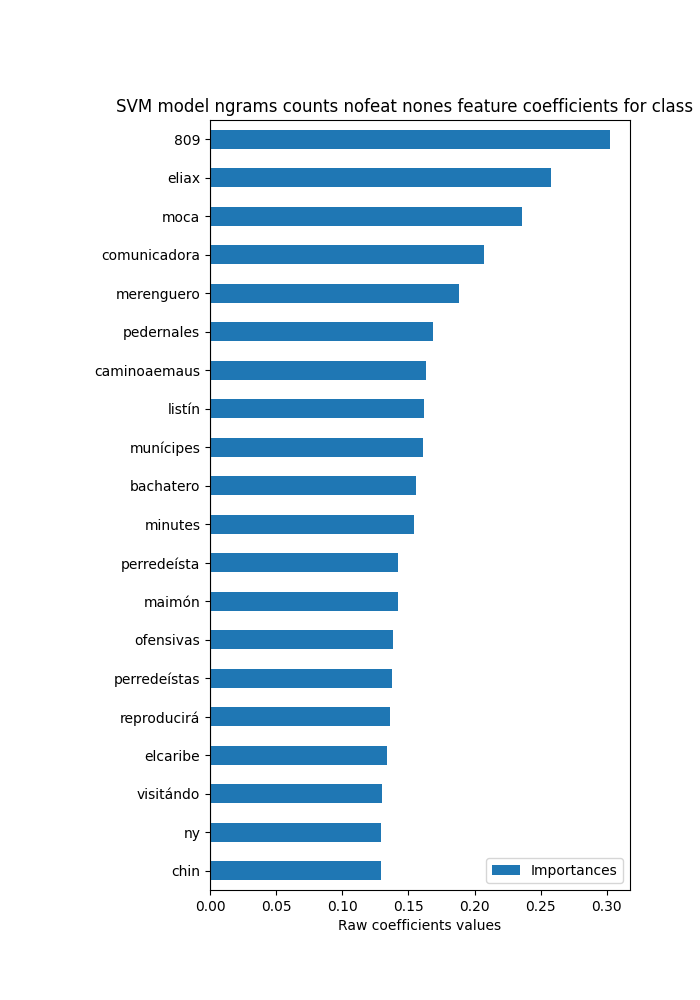 SVM model ngrams counts nofeat nones feature coefficients for class
809
eliax
moca
comunicadora
merenguero
pedernales
caminoaemaus
listín
munícipes
bachatero
minutes
perredeísta
maimón
ofensivas
perredeístas
reproducirá
elcaribe
visitándo
ny
chin
Importances
0.00 0.05 0.10 0.15 0.20 0.25 0.30
Raw coefficients values